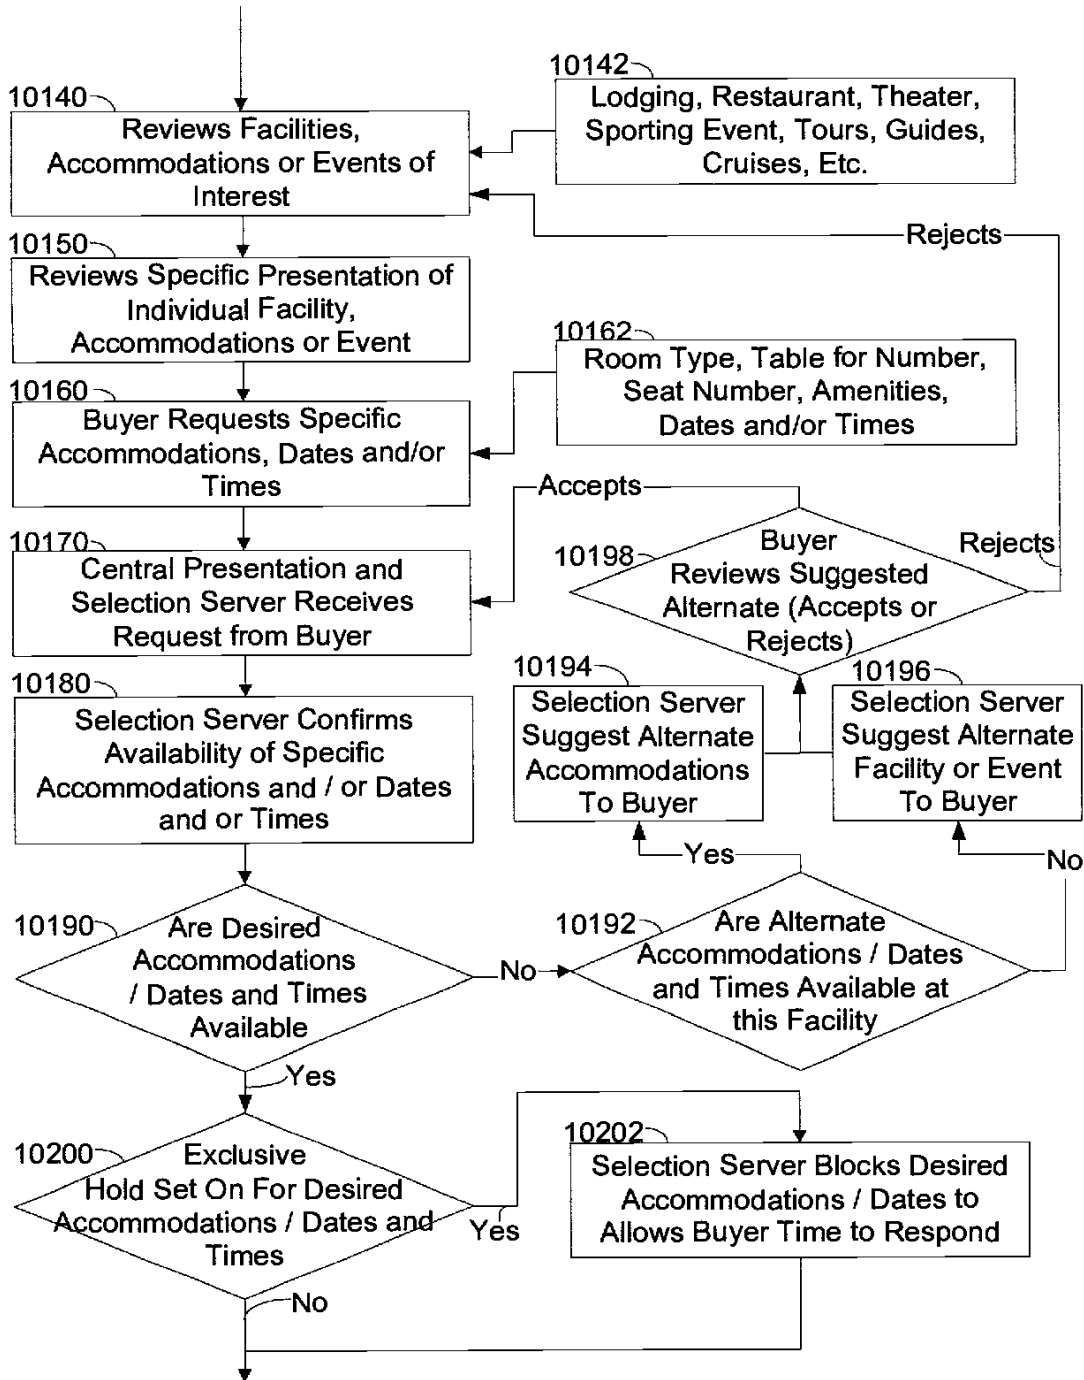 10140
Reviews Facilities,
Accommodations or Events of
Interest
10142
Lodging, Restaurant, Theater,
Sporting Event, Tours, Guides,
Cruises, Etc.
Rejects
10150
Reviews Specific Presentation of
Individual Facility,
Accommodations or Event
10160
Buyer Requests Specific
Accommodations, Dates and/or
Times
10162
Room Type, Table for Number,
Seat Number, Amenities,
Dates and/or Times
Accepts
10170
Central Presentation and
Selection Server Receives
Request from Buyer
10198
Buyer
Reviews Suggested
Alternate (Accepts or
Rejects)
Rejects
10180
Selection Server Confirms
Availability of Specific
Accommodations and / or Dates
and or Times
10194
Selection Server
Suggest Alternate
Accommodations
To Buyer
10196
Selection Server
Suggest Alternate
Facility or Event
To Buyer
Yes
No
10190
Are Desired
Accommodations
/ Dates and Times
Available
No
10192
Are Alternate
Accommodations / Dates
and Times Available at
this Facility
Yes
10200
Exclusive
Hold Set On For Desired
Accommodations / Dates and
Times
Yes
10202
Selection Server Blocks Desired
Accommodations / Dates to
Allows Buyer Time to Respond
No